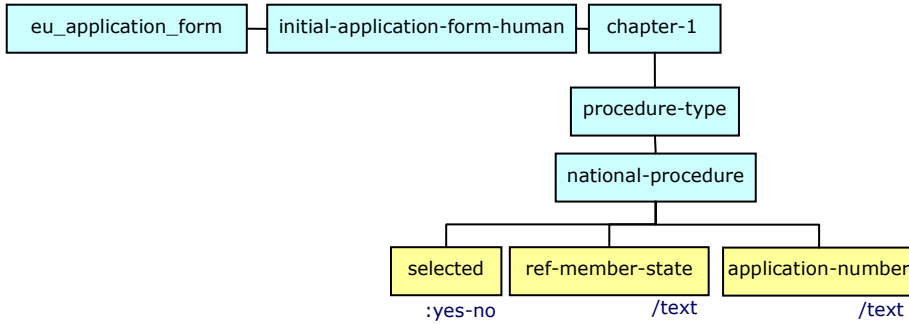 eu_application_form initial-application-form-human chapter-1
procedure-type
national-procedure
selected ref-member-state application-number
:yes-no /text /text